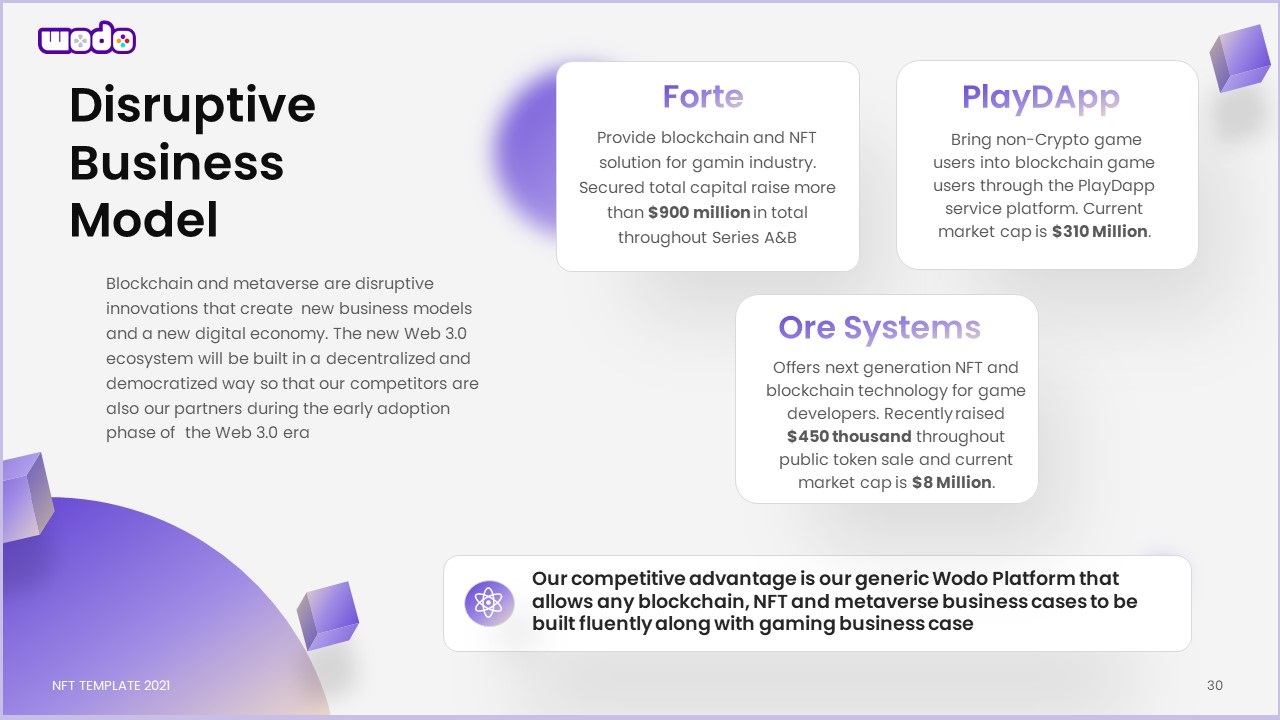 wodo
Disruptive
Business
Model
Blockchain and metaverse are disruptive
innovations that create new business models
and a new digital economy. The new Web 3.0
ecosystem will be built in a decentralized and
democratized way so that our competitors are
also our partners during the early adoption
phase of the Web 3.0 era
Forte
Provide blockchain and NFT
solution for gamin industry.
Secured total capital raise more
than $900 million in total
throughout Series A&B
PlayDApp
Bring non-Crypto game
users into blockchain game
users through the PlayDapp
service platform. Current
market cap is $310 Million.
Ore Systems
Offers next generation NFT and
blockchain technology for game
developers. Recently raised
$450 thousand throughout
public token sale and current
market cap is $8 Million.
Our competitive advantage is our generic Wodo Platform that
allows any blockchain, NFT and metaverse business cases to be
built fluently along with gaming business case
NFT TEMPLATE 2021
30